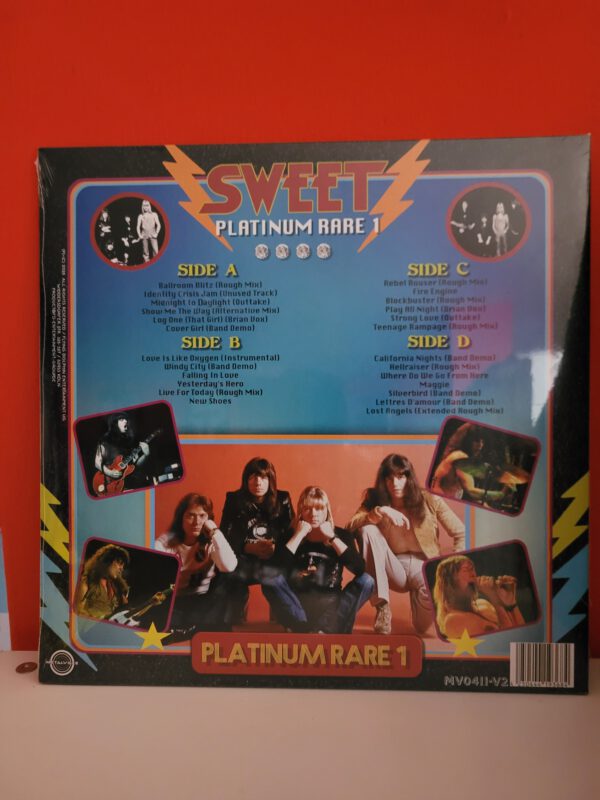 SWEET
PLATINUM RARE 1
SIDE A
Ballroom Blitz (Rough Mix)
Identity Crisis Jam (Unused Track)
Midnight to Daylight (Outtake)
Show Me The Way (Alternative Mix)
Log One (That Girl) (Brian Vox)
Cover Girl (Band Demo)
SIDE B
Love Is Like Oxygen (Instrumental)
Windy City (Band Demo)
Falling In Love
Yesterday's Hero
Live For Today (Rough Mix)
New Shoes
SIDE C
Rebel Rouser (Rough Mix)
Fire Engine
Blockbuster (Rough Mix)
Play All Night (Brian Vox)
Strong Love (Outtake)
Teenage Rampage (Rough Mix)
SIDE D
California Nights (Band Demo)
Hellraiser (Rough Mix)
Where Do We Go From Here
Maggie
Silverbird (Band Demo)
Lettres D'amour (Band Demo)
Lost Angels (Extended Rough Mix)
PLATINUM RARE 1
METALVILLE
MV0411-V2